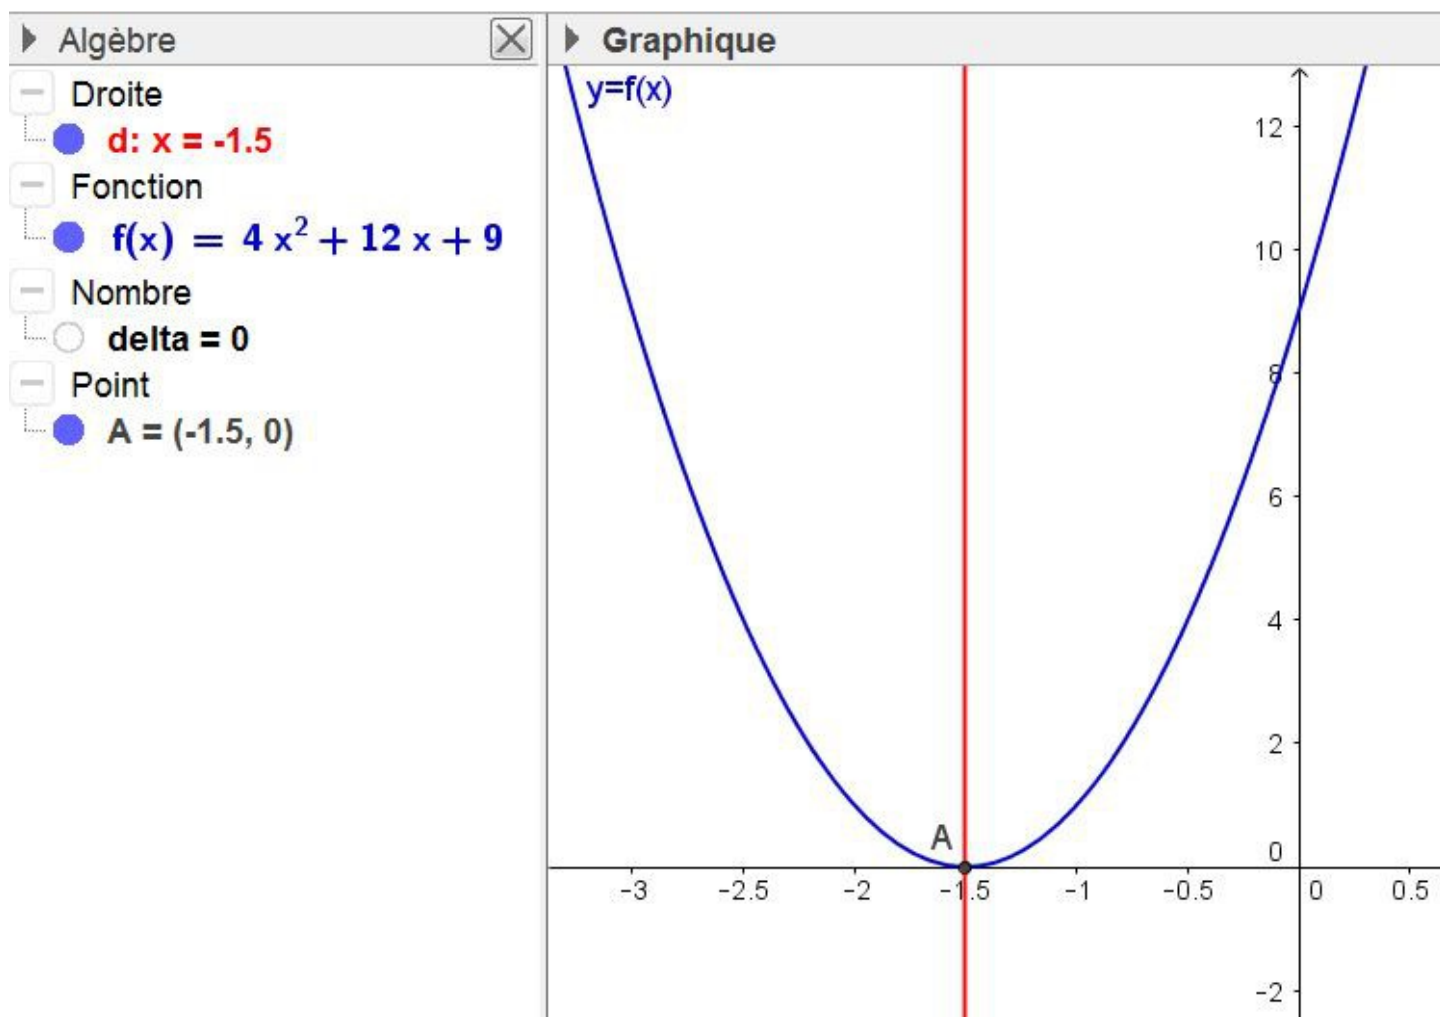 Algèbre
Droite
d: x = -1.5
Fonction
f(x) = 4 x² + 12 x + 9
Nombre
delta = 0
Point
A = (-1.5, 0)
Graphique
y=f(x)
12
10
8
6
4
2
A
0
−3 −2.5 −2 −1.5 −1 −0.5 0 0.5
−2